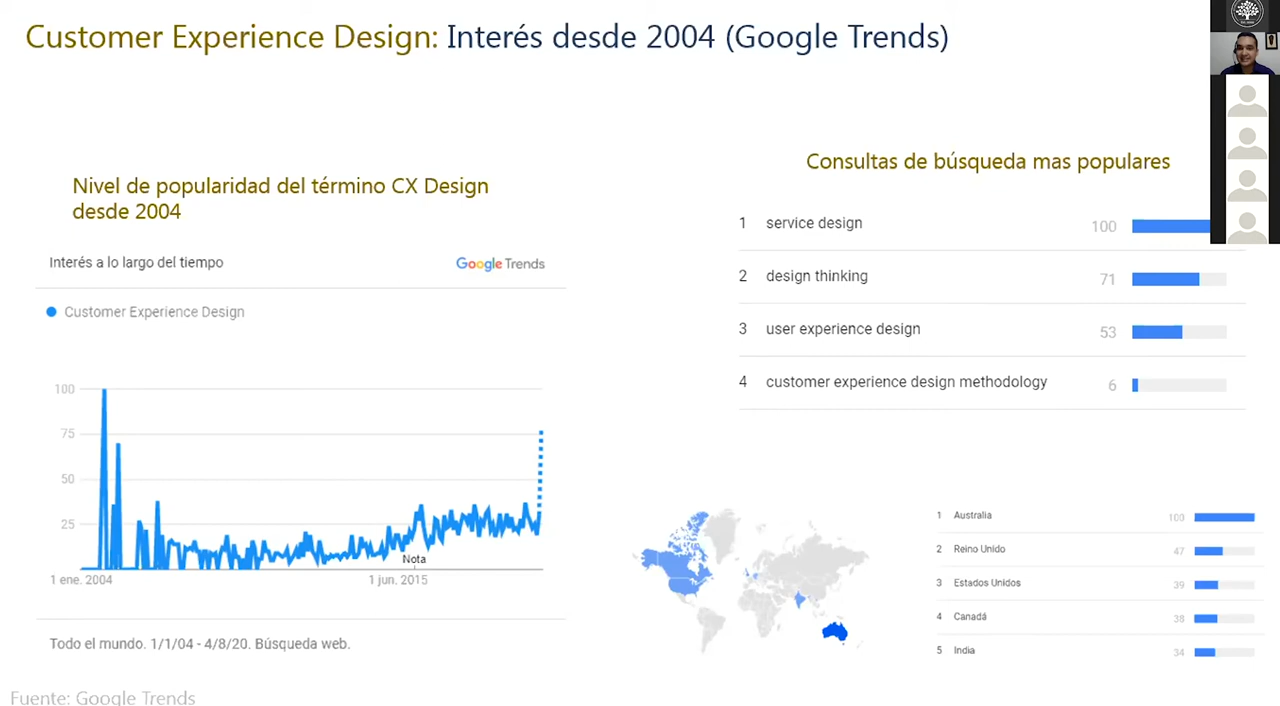 Customer Experience Design: Interés desde 2004 (Google Trends)
Nivel de popularidad del término CX Design
desde 2004
Interés a lo largo del tiempo
Google Trends
Customer Experience Design
100
75
50
25
Nota
1 ene. 2004
1 jun. 2015
Todo el mundo. 1/1/04 - 4/8/20. Búsqueda web.
Consultas de búsqueda mas populares
1 service design 100
2 design thinking 71
3 user experience design 53
4 customer experience design methodology 6
1 Australia 100
2 Reino Unido 47
3 Estados Unidos 39
4 Canadá 38
5 India 34
Fuente: Google Trends